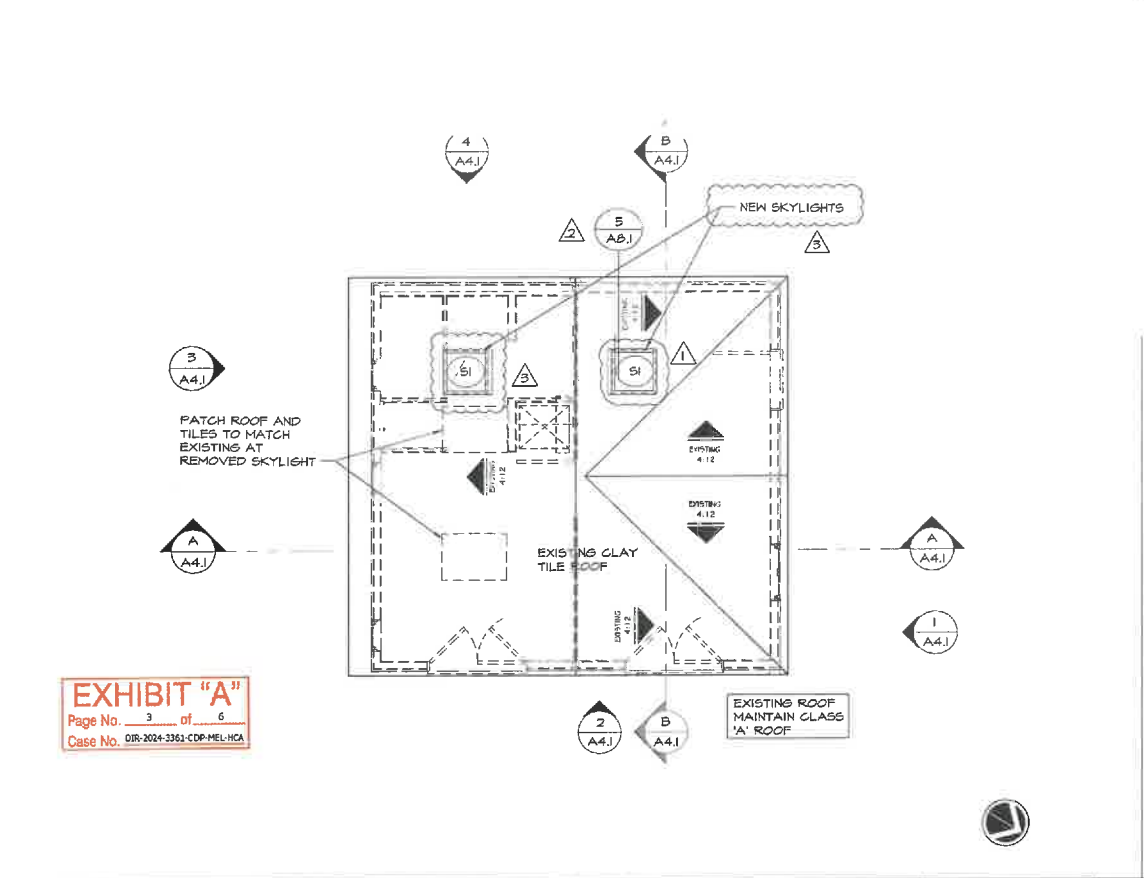 4
A4.1
B
A4.1
NEW SKYLIGHTS
3
2
5
A8.1
EXISTING
4:12
3
A4.1
S1
3
S1
1
PATCH ROOF AND
TILES TO MATCH
EXISTING AT
REMOVED SKYLIGHT
EXISTING
4:12
EXISTING
4:12
EXISTING
4:12
A
A4.1
EXISTING CLAY
TILE ROOF
A
A4.1
EXISTING
4:12
1
A4.1
EXHIBIT "A"
Page No. 3 of 6
Case No. DIR-2024-3361-CDP-MEL-HCA
2
A4.1
B
A4.1
EXISTING ROOF
MAINTAIN CLASS
'A' ROOF